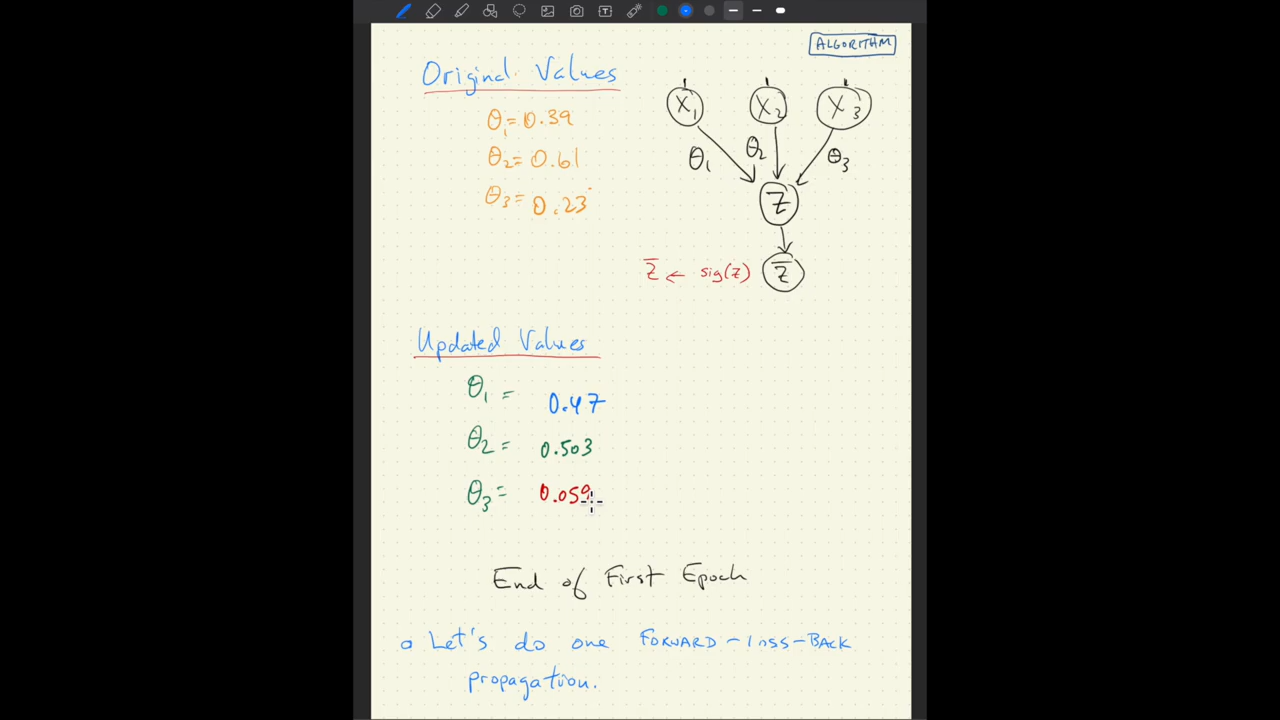 ALGORITHM
Original Values
θ₁ = 0.39
θ₂ = 0.61
θ₃ = 0.23
X₁ X₂ X₃
θ₁ θ₂ θ₃
Z
Z̅ ← sig(z) Z̅
Updated Values
θ₁ = 0.47
θ₂ = 0.503
θ₃ = 0.059
End of First Epoch
Let's do one FORWARD-loss-BACK
propagation.